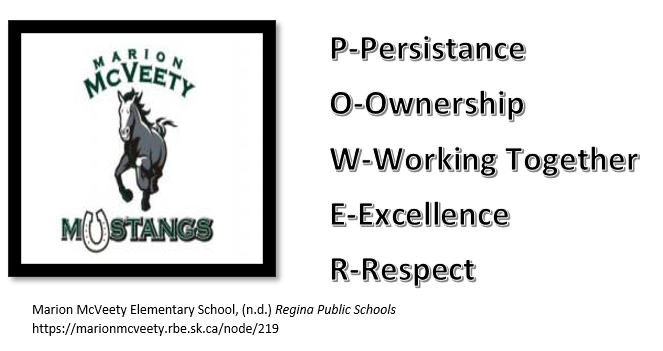 MARION
MCVEETY
MUSTANGS
P-Persistance
O-Ownership
W-Working Together
E-Excellence
R-Respect
Marion McVeety Elementary School, (n.d.) Regina Public Schools
https://marionmcveety.rbe.sk.ca/node/219